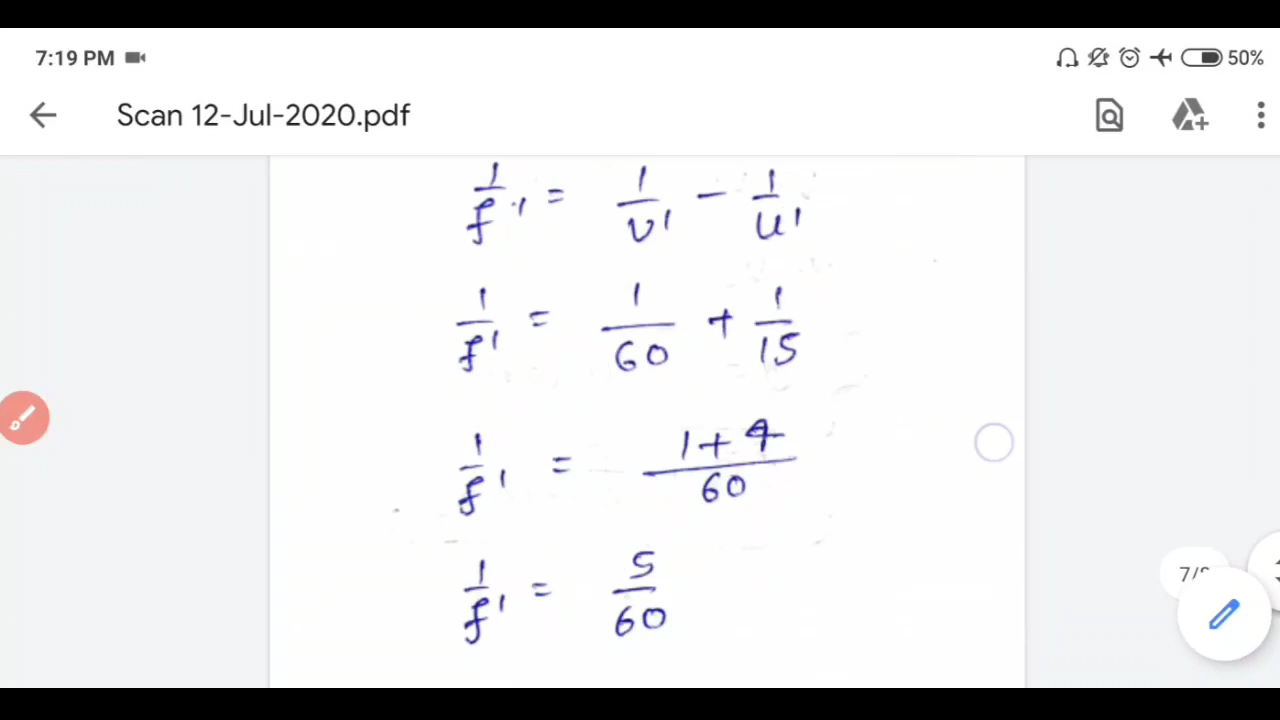 7:19 PM
50%
Scan 12-Jul-2020.pdf
1/f' = 1/v' - 1/u'
1/f' = 1/60 + 1/15
1/f' = 1+4/60
1/f' = 5/60